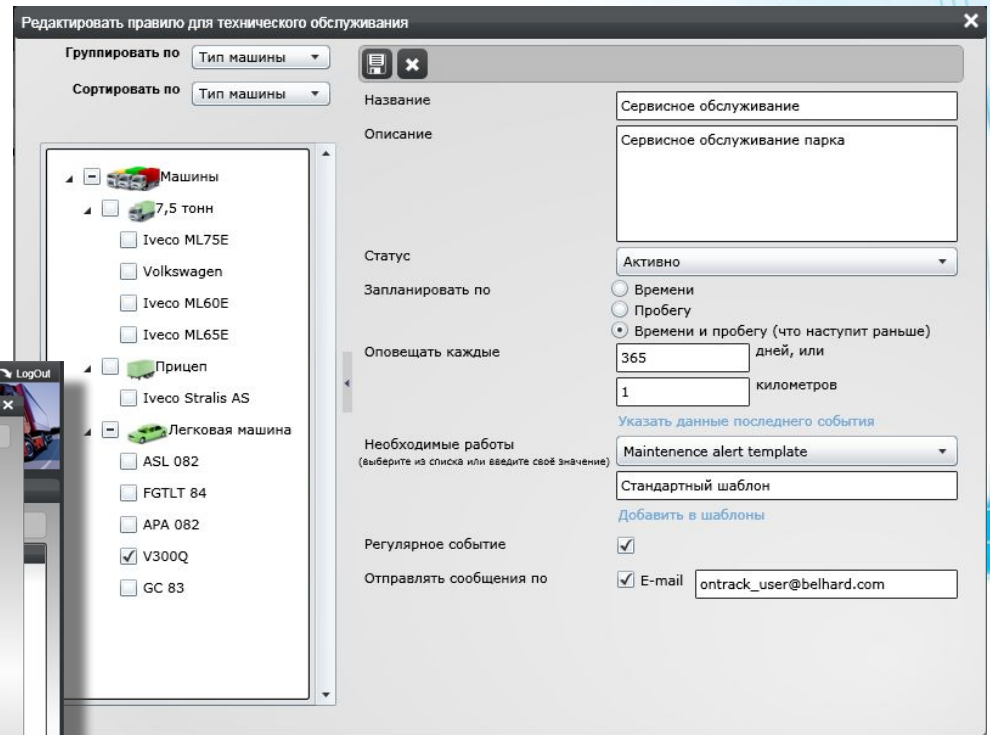 Редактировать правило для технического обслуживания
Группировать по
Тип машины
Сортировать по
Тип машины
Машины
7,5 тонн
Iveco ML75E
Volkswagen
Iveco ML60E
Iveco ML65E
Прицеп
Iveco Stralis AS
Легковая машина
ASL 082
FGTLT 84
APA 082
V300Q
GC 83
LogOut
Название
Сервисное обслуживание
Описание
Сервисное обслуживание парка
Статус
Активно
Запланировать по
Времени
Пробегу
Времени и пробегу (что наступит раньше)
Оповещать каждые
365 дней, или
1 километров
Указать данные последнего события
Необходимые работы
(выберите из списка или введите своё значение)
Maintenence alert template
Стандартный шаблон
Добавить в шаблоны
Регулярное событие
Отправлять сообщения по
E-mail
ontrack_user@belhard.com